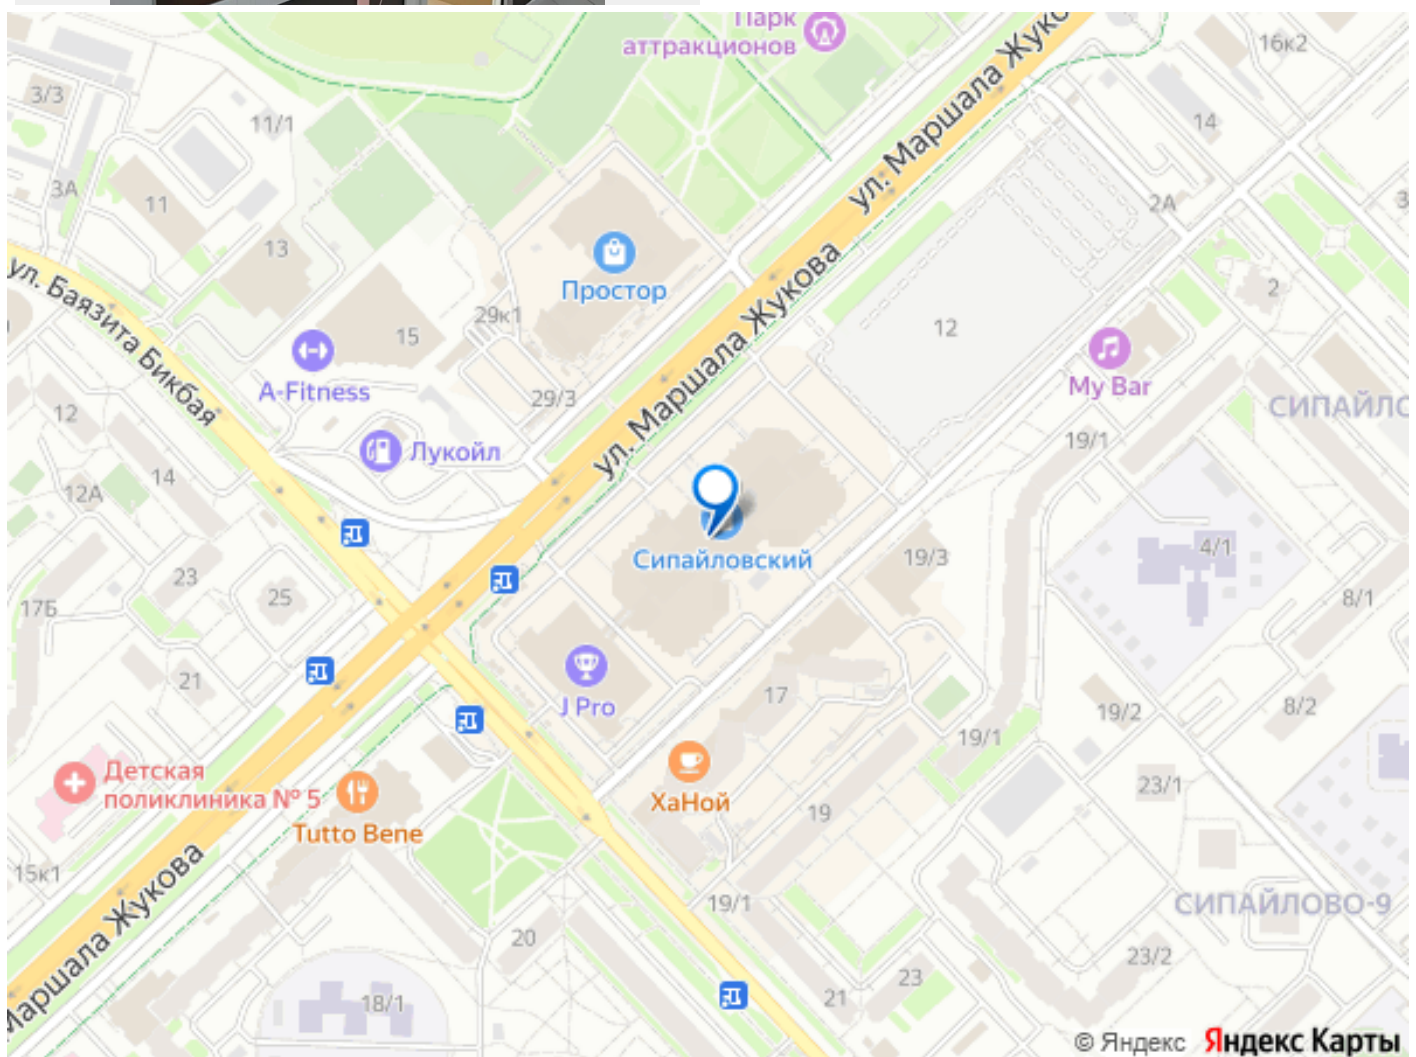 Парк
аттракционов
ул. Маршала Жуко
16к2
3/3
11/1
14
3А
11
2А
3
13
ул. Баязита Бикбая
Простор
2
29к1
15
12
A-Fitness
My Bar
ул. Маршала Жукова
29/3
12
СИПАЙЛО
19/1
Лукойл
14
12А
4/1
Сипайловский
19/3
23
25
8/1
17Б
21
17
J Pro
8/2
19/2
19/1
Детская
поликлиника № 5
23/1
ХаНой
19
Tutto Bene
15к1
19/1
СИПАЙЛОВО-9
Маршала Жукова
20
23/2
23
21
18/1
© Яндекс Яндекс Карты